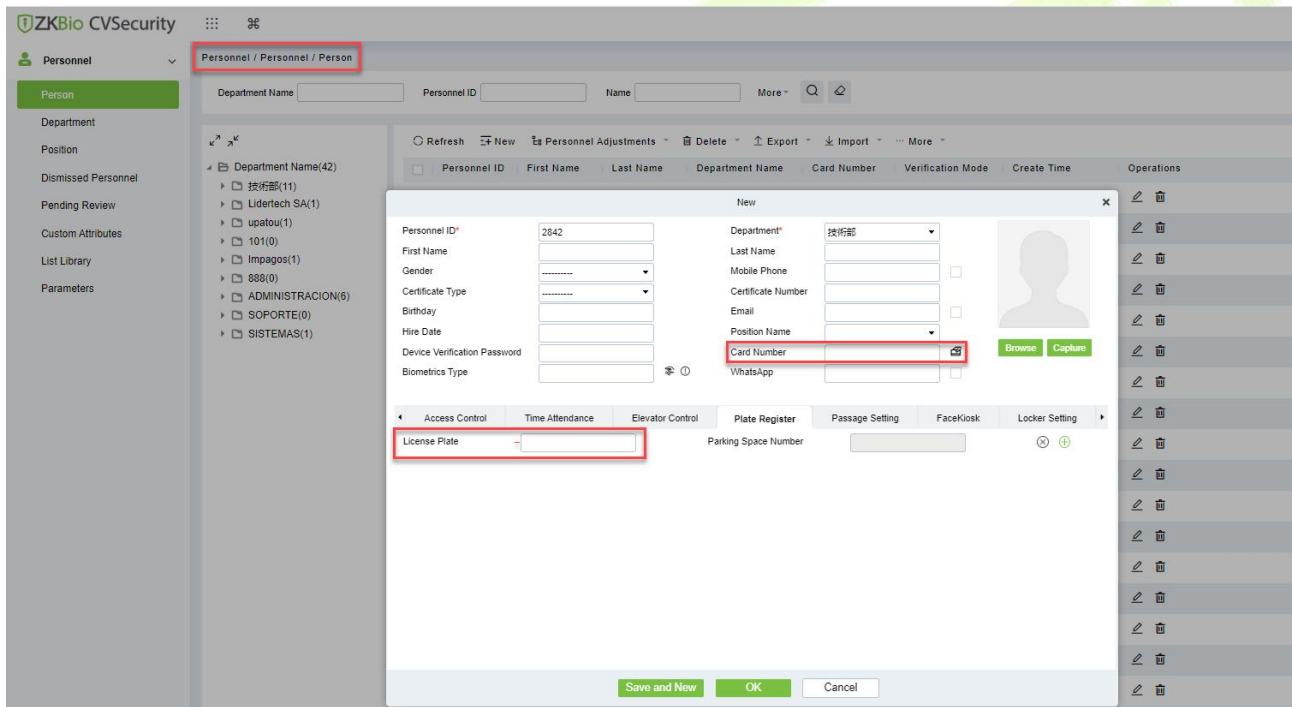 ZKBio CVSecurity
Personnel
Personnel / Personnel / Person
Person
Department
Position
Dismissed Personnel
Pending Review
Custom Attributes
List Library
Parameters
Department Name Personnel ID Name More
Refresh New Personnel Adjustments Delete Export Import ··· More
Department Name(42)
技術部(11)
Lidertech SA(1)
upatou(1)
101(0)
Impagos(1)
888(0)
ADMINISTRACION(6)
SOPORTE(0)
SISTEMAS(1)
Personnel ID First Name Last Name Department Name Card Number Verification Mode Create Time Operations
New
Personnel ID* 2842 Department* 技術部
First Name Last Name
Gender ---------- Mobile Phone
Certificate Type ---------- Certificate Number
Birthday Email
Hire Date Position Name
Device Verification Password Card Number
Browse Capture
Biometrics Type WhatsApp
Access Control Time Attendance Elevator Control Plate Register Passage Setting FaceKiosk Locker Setting
License Plate Parking Space Number
Save and New OK Cancel